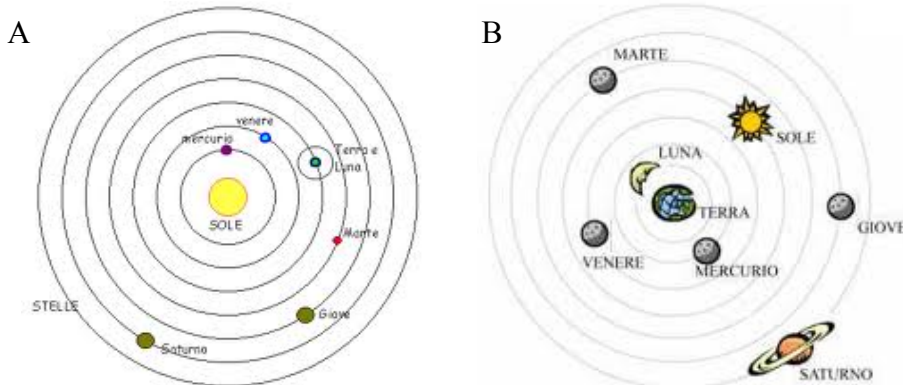 A
venere
mercurio
Terra e
Luna
SOLE
Marte
STELLE
Giove
Saturno
B
MARTE
SOLE
LUNA
TERRA
GIOVE
VENERE
MERCURIO
SATURNO